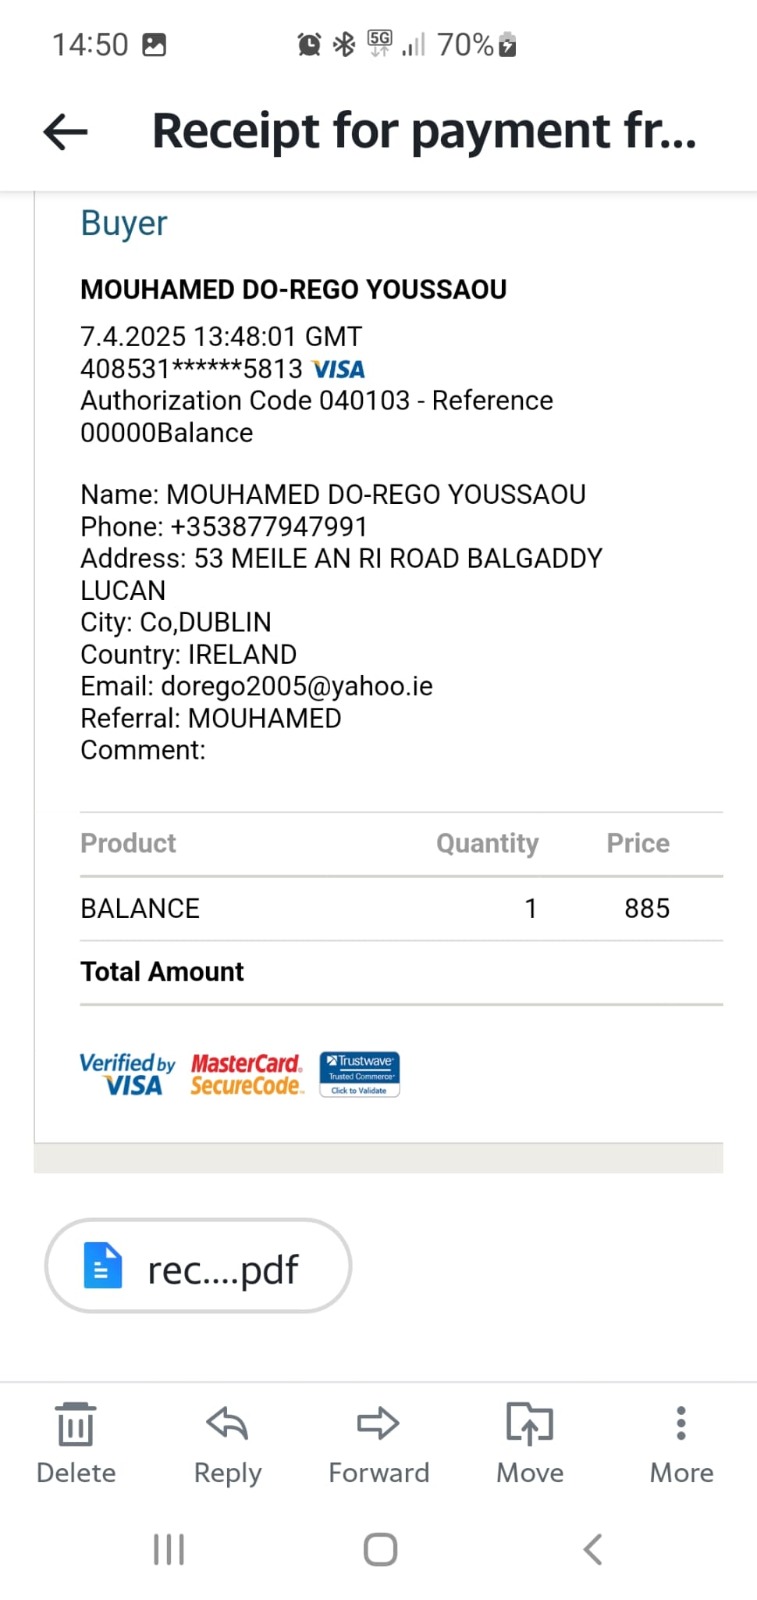 14:50 5G 70%
Receipt for payment fr...
Buyer
MOUHAMED DO-REGO YOUSSAOU
7.4.2025 13:48:01 GMT
408531******5813 VISA
Authorization Code 040103 - Reference
00000Balance
Name: MOUHAMED DO-REGO YOUSSAOU
Phone: +353877947991
Address: 53 MEILE AN RI ROAD BALGADDY
LUCAN
City: Co,DUBLIN
Country: IRELAND
Email: dorego2005@yahoo.ie
Referral: MOUHAMED
Comment:
Product Quantity Price
BALANCE 1 885
Total Amount
Verified by VISA
MasterCard. SecureCode.
Trustwave
Trusted Commerce
Click to Validate
rec....pdf
Delete Reply Forward Move More